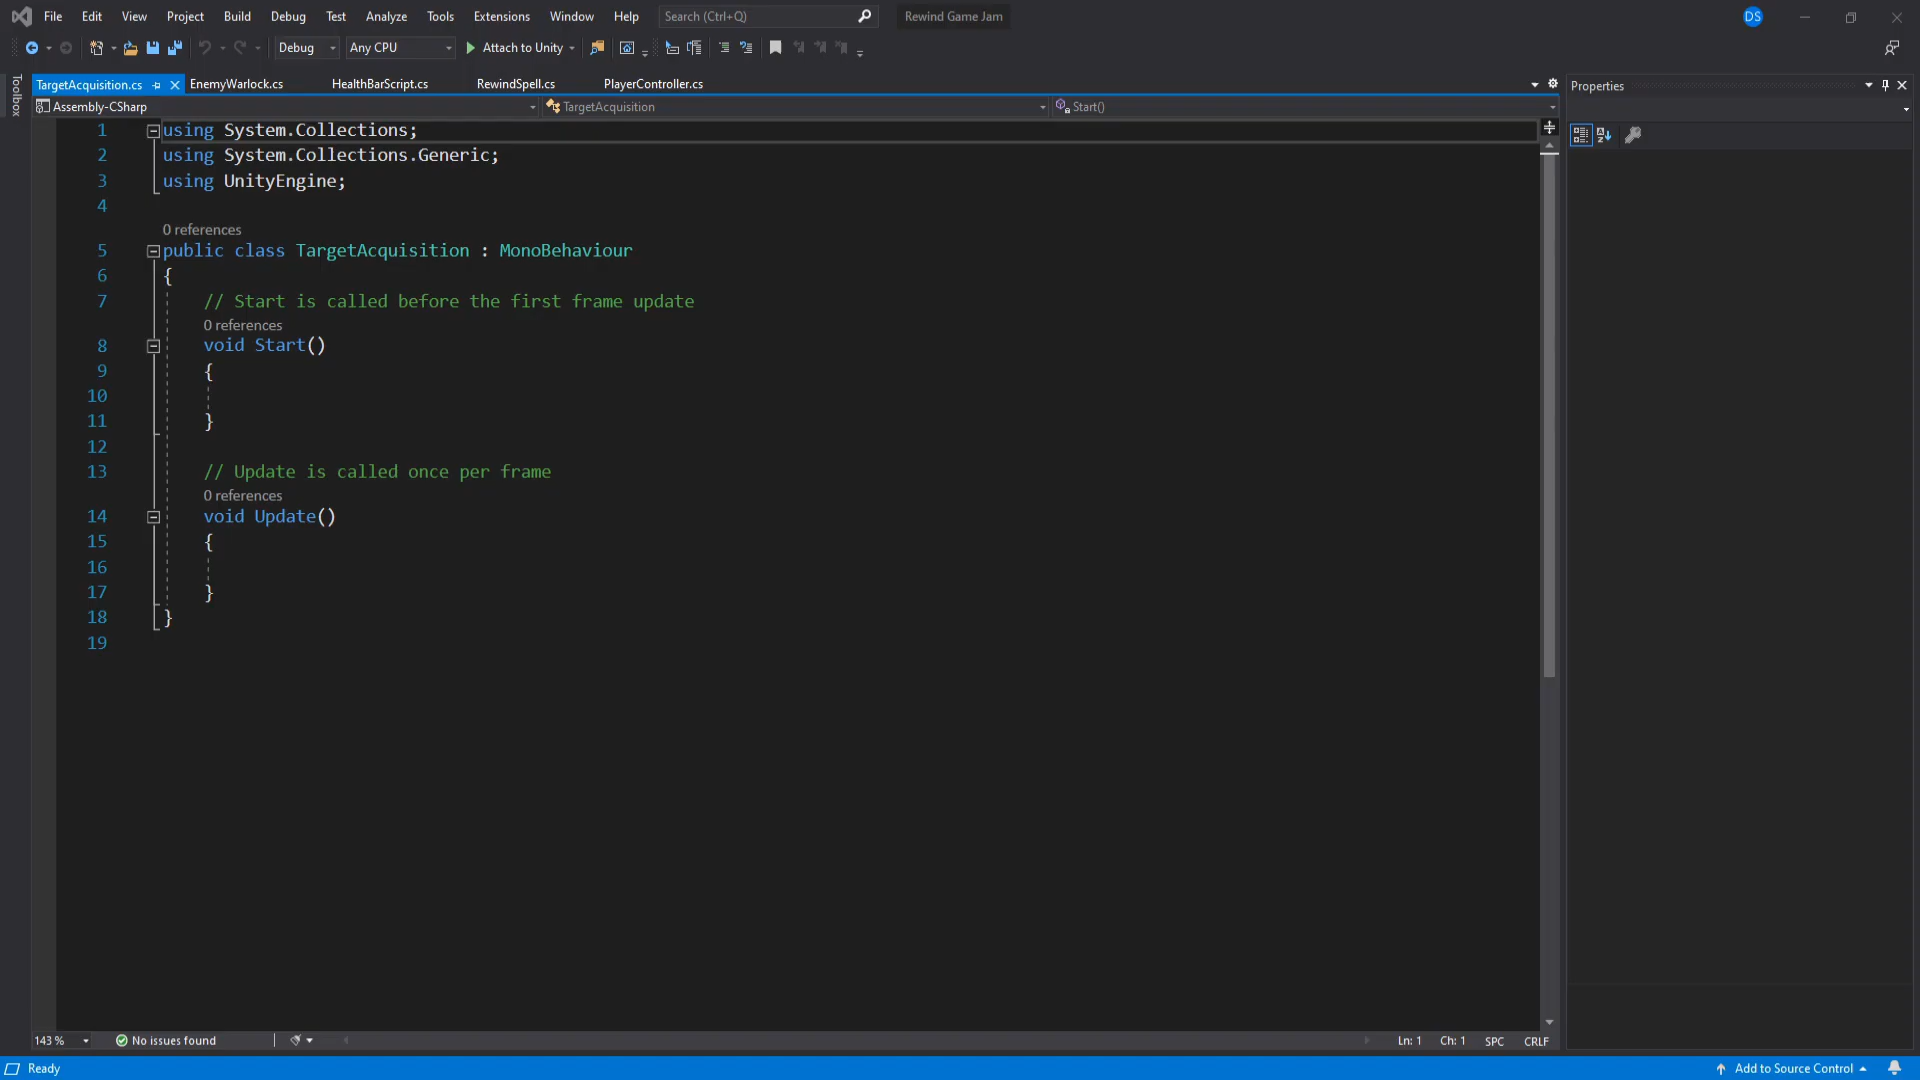 File Edit View Project Build Debug Test Analyze Tools Extensions Window Help Search (Ctrl+Q) Rewind Game Jam DS
Debug Any CPU Attach to Unity
Toolbox
TargetAcquisition.cs EnemyWarlock.cs HealthBarScript.cs RewindSpell.cs PlayerController.cs
Properties
Assembly-CSharp TargetAcquisition Start()
1 using System.Collections;
2 using System.Collections.Generic;
3 using UnityEngine;
4
0 references
5 public class TargetAcquisition : MonoBehaviour
6 {
7 // Start is called before the first frame update
0 references
8 void Start()
9 {
10
11 }
12
13 // Update is called once per frame
0 references
14 void Update()
15 {
16
17 }
18 }
19
143 % No issues found Ln: 1 Ch: 1 SPC CRLF
Ready Add to Source Control